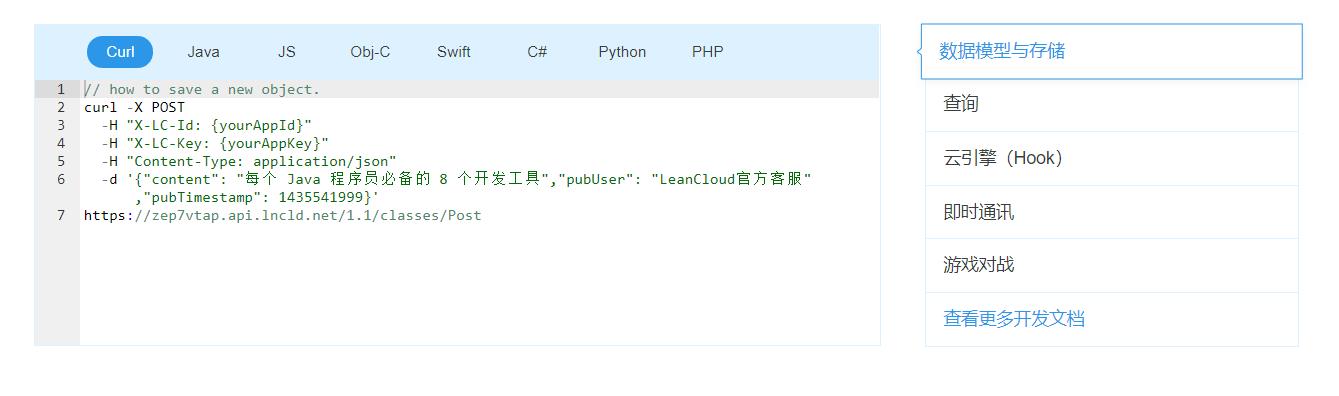 Curl Java JS Obj-C Swift C# Python PHP
1 // how to save a new object.
2 curl -X POST
3 -H "X-LC-Id: {yourAppId}"
4 -H "X-LC-Key: {yourAppKey}"
5 -H "Content-Type: application/json"
6 -d '{"content": "每个 Java 程序员必备的 8 个开发工具","pubUser": "LeanCloud官方客服"
,"pubTimestamp": 1435541999}'
7 https://zep7vtap.api.lncld.net/1.1/classes/Post
数据模型与存储
查询
云引擎（Hook）
即时通讯
游戏对战
查看更多开发文档